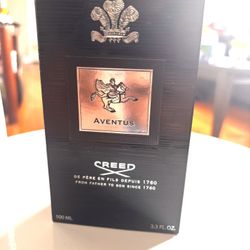 AVENTUS
CREED
DE PÈRE EN FILS DEPUIS 1760
FROM FATHER TO SON SINCE 1760
100 ML
3.3 FL.OZ.